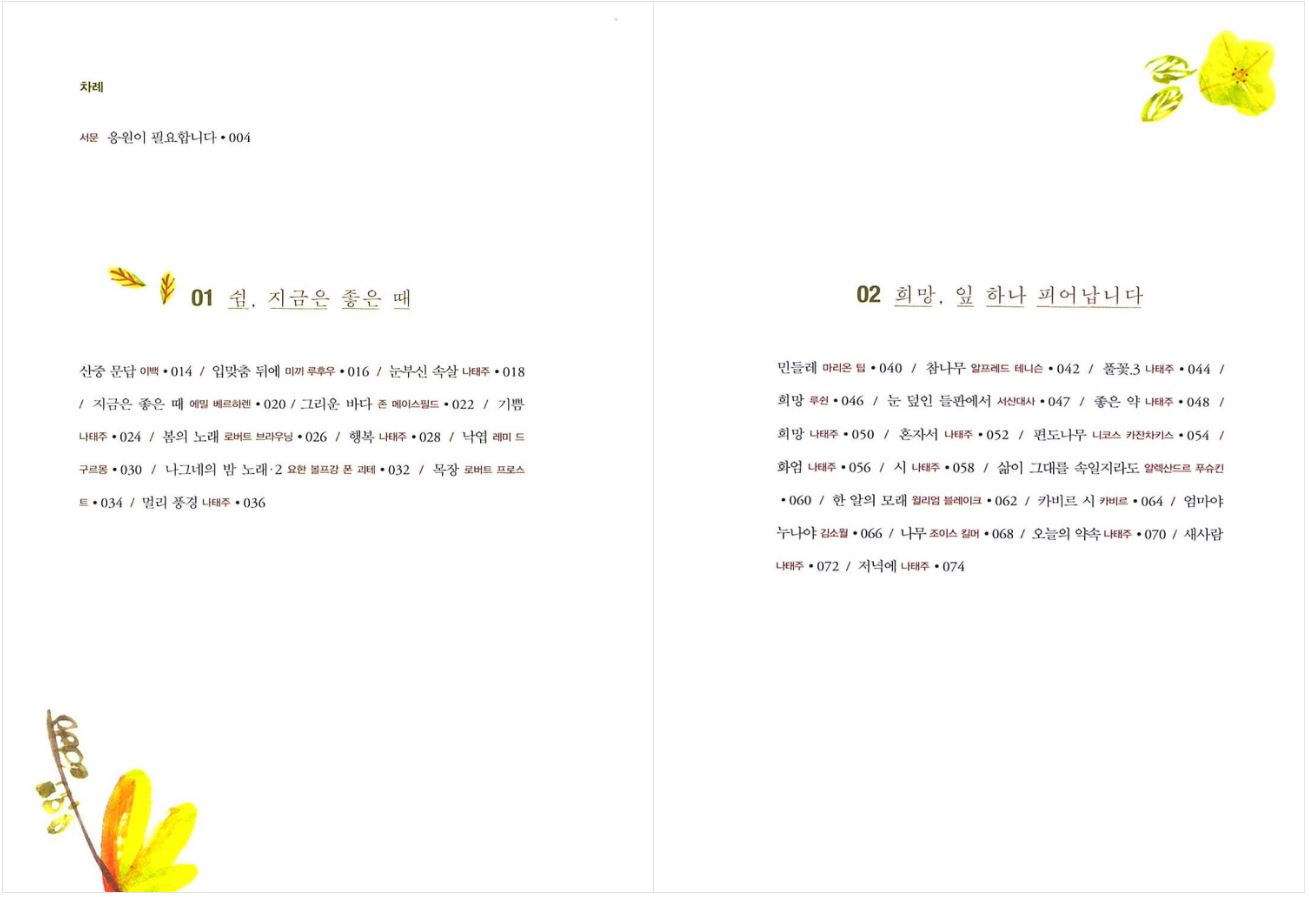 차례
서문 응원이 필요합니다 • 004
01 쉼, 지금은 좋은 때
산중 문답 이백 • 014 / 입맞춤 뒤에 미끼 루후우 • 016 / 눈부신 속살 나태주 • 018
/ 지금은 좋은 때 에밀 베르하렌 • 020 / 그리운 바다 존 메이스필드 • 022 / 기쁨
나태주 • 024 / 봄의 노래 로버트 브라우닝 • 026 / 행복 나태주 • 028 / 낙엽 레미 드
구르몽 • 030 / 나그네의 밤 노래·2 요한 볼프강 폰 괴테 • 032 / 목장 로버트 프로스
트 • 034 / 멀리 풍경 나태주 • 036
02 희망, 잎 하나 피어납니다
민들레 마리온 팁 • 040 / 참나무 알프레드 테니슨 • 042 / 풀꽃.3 나태주 • 044 /
희망 루쉰 • 046 / 눈 덮인 들판에서 서산대사 • 047 / 좋은 약 나태주 • 048 /
희망 나태주 • 050 / 혼자서 나태주 • 052 / 편도나무 니코스 카잔차키스 • 054 /
화엄 나태주 • 056 / 시 나태주 • 058 / 삶이 그대를 속일지라도 알렉산드르 푸슈킨
• 060 / 한 알의 모래 윌리엄 블레이크 • 062 / 카비르 시 카비르 • 064 / 엄마야
누나야 김소월 • 066 / 나무 조이스 킬머 • 068 / 오늘의 약속 나태주 • 070 / 새사람
나태주 • 072 / 저녁에 나태주 • 074